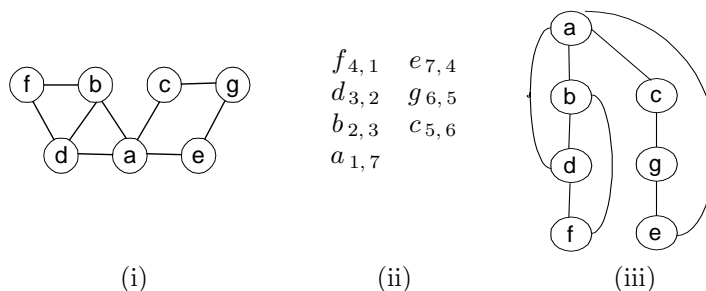 f b c g
d a e
(i)
f4,1 e7,4
d3,2 g6,5
b2,3 c5,6
a1,7
(ii)
a
b c
d g
f e
(iii)